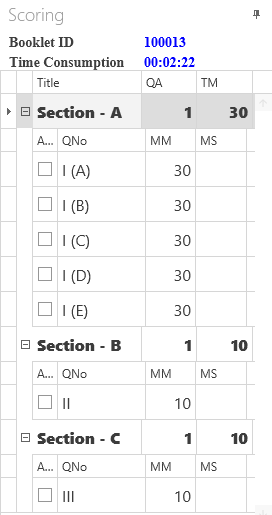 Scoring
Booklet ID 100013
Time Consumption 00:02:22
Title QA TM
Section - A 1 30
A... QNo MM MS
I (A) 30
I (B) 30
I (C) 30
I (D) 30
I (E) 30
Section - B 1 10
A... QNo MM MS
II 10
Section - C 1 10
A... QNo MM MS
III 10